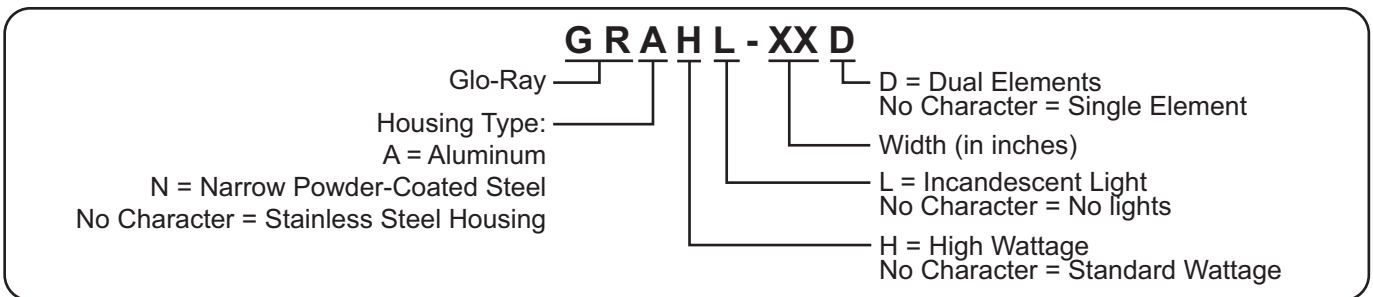 G R A H L - XX D
Glo-Ray
Housing Type:
A = Aluminum
N = Narrow Powder-Coated Steel
No Character = Stainless Steel Housing
D = Dual Elements
No Character = Single Element
Width (in inches)
L = Incandescent Light
No Character = No lights
H = High Wattage
No Character = Standard Wattage